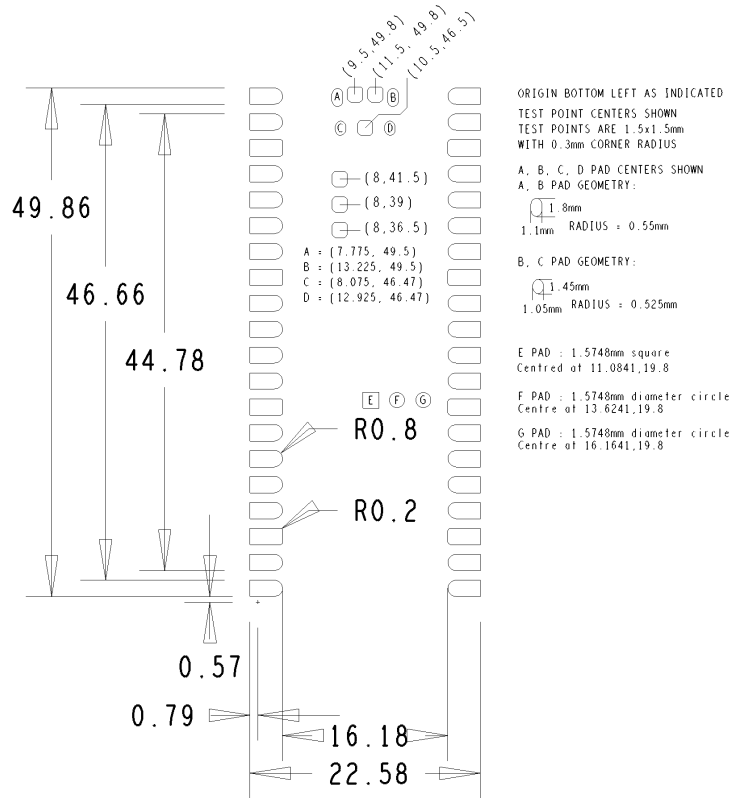 (9.5,49.8)
(11.5, 49.8)
(10.5,46.5)
A
B
C
D
ORIGIN BOTTOM LEFT AS INDICATED
TEST POINT CENTERS SHOWN
TEST POINTS ARE 1.5x1.5mm
WITH 0.3mm CORNER RADIUS
A, B, C, D PAD CENTERS SHOWN
A, B PAD GEOMETRY:
1.8mm
1.1mm RADIUS = 0.55mm
B, C PAD GEOMETRY:
1.45mm
1.05mm RADIUS = 0.525mm
E PAD : 1.5748mm square
Centred at 11.0841,19.8
F PAD : 1.5748mm diameter circle
Centre at 13.6241,19.8
G PAD : 1.5748mm diameter circle
Centre at 16.1641,19.8
(8,41.5)
(8,39)
(8,36.5)
A = (7.775, 49.5)
B = (13.225, 49.5)
C = (8.075, 46.47)
D = (12.925, 46.47)
49.86
46.66
44.78
E F G
R0.8
R0.2
0.57
0.79
16.18
22.58